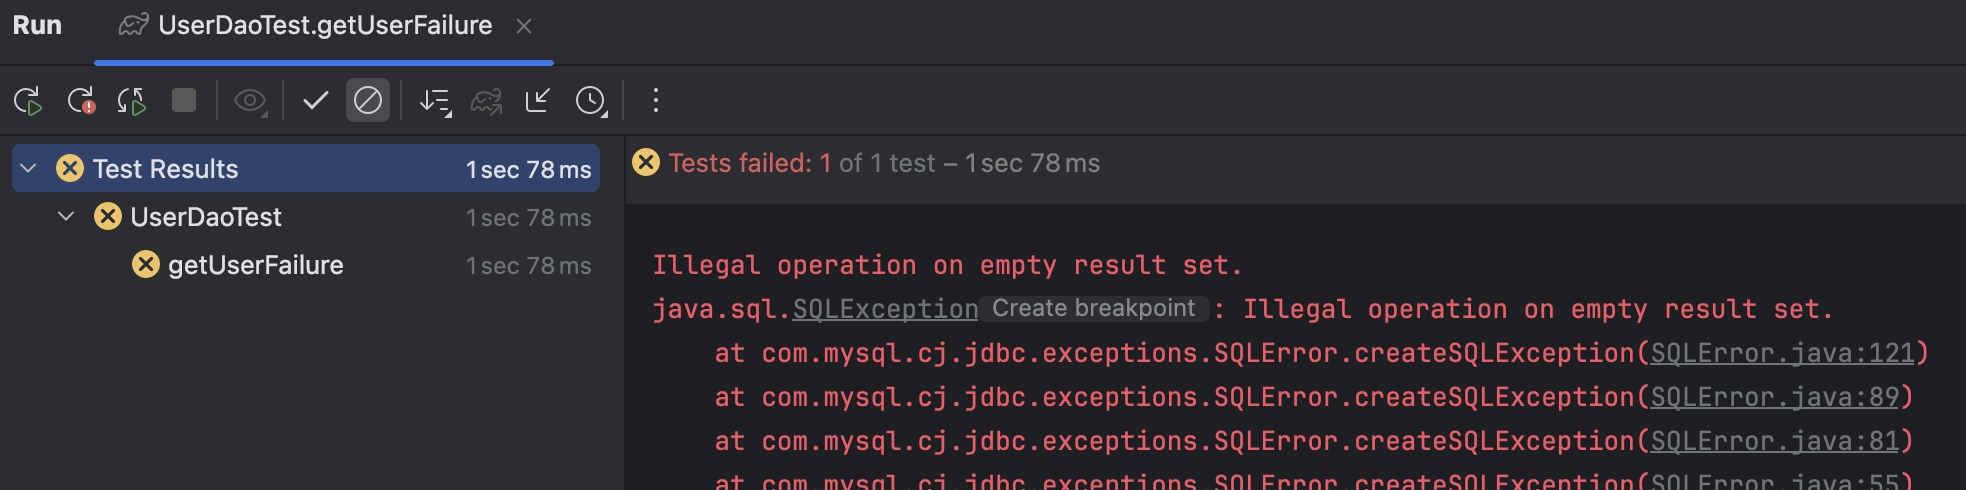 Run UserDaoTest.getUserFailure
Test Results 1 sec 78 ms
Tests failed: 1 of 1 test – 1 sec 78 ms
UserDaoTest 1 sec 78 ms
getUserFailure 1 sec 78 ms
Illegal operation on empty result set.
java.sql.SQLException Create breakpoint : Illegal operation on empty result set.
at com.mysql.cj.jdbc.exceptions.SQLError.createSQLException(SQLError.java:121)
at com.mysql.cj.jdbc.exceptions.SQLError.createSQLException(SQLError.java:89)
at com.mysql.cj.jdbc.exceptions.SQLError.createSQLException(SQLError.java:81)
at com.mysql.cj.jdbc.exceptions.SQLError.createSQLException(SQLError.java:55)